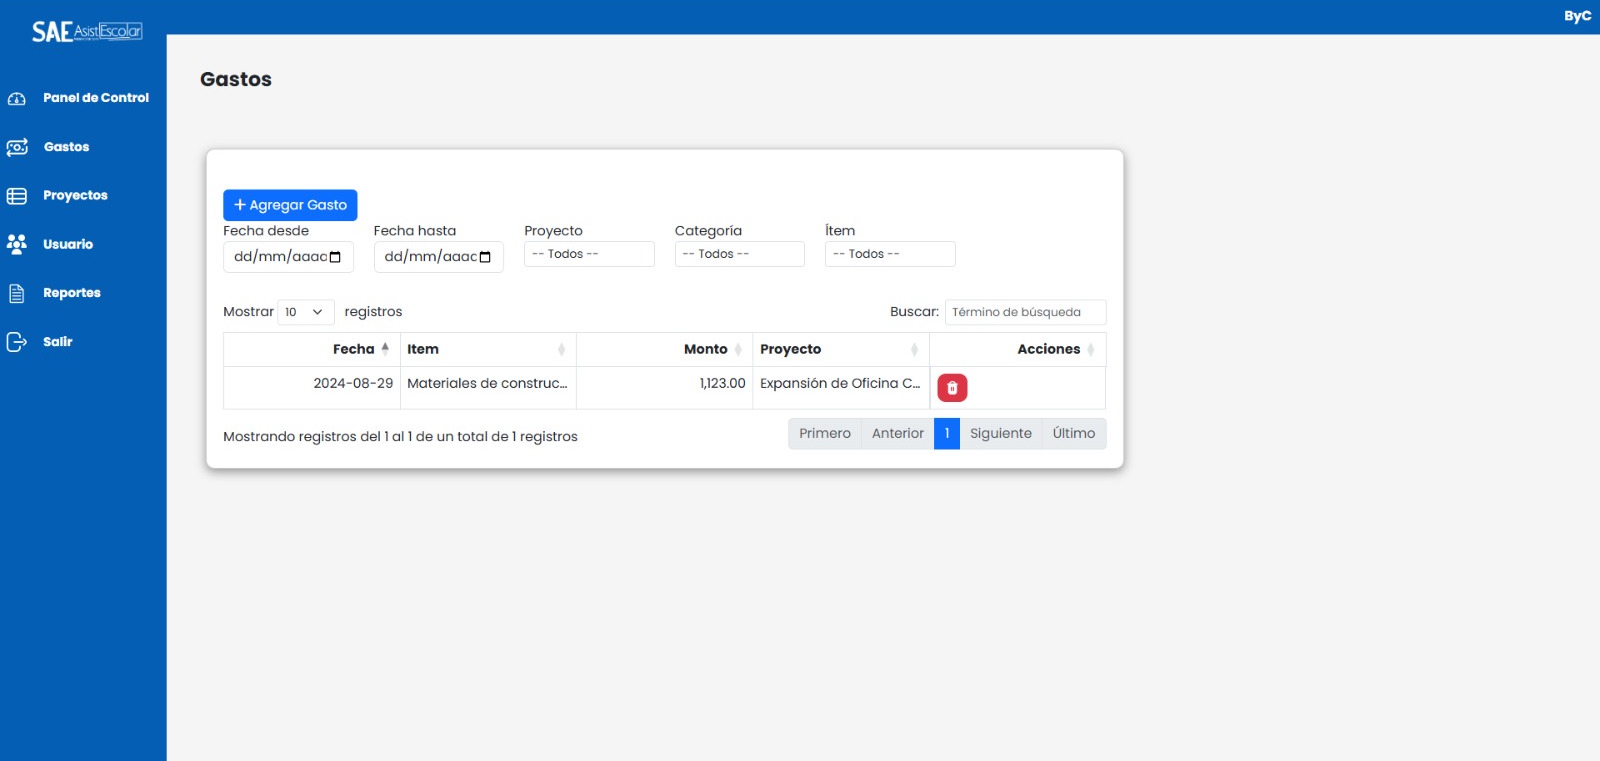 ByC
SAE AsistEscolar
Panel de Control
Gastos
Proyectos
Usuario
Reportes
Salir
Gastos
+ Agregar Gasto
Fecha desde Fecha hasta Proyecto Categoría Ítem
dd/mm/aaac dd/mm/aaac -- Todos -- -- Todos -- -- Todos --
Mostrar 10 registros Buscar: Término de búsqueda
Fecha Item Monto Proyecto Acciones
2024-08-29 Materiales de construc... 1,123.00 Expansión de Oficina C...
Mostrando registros del 1 al 1 de un total de 1 registros
Primero Anterior 1 Siguiente Último